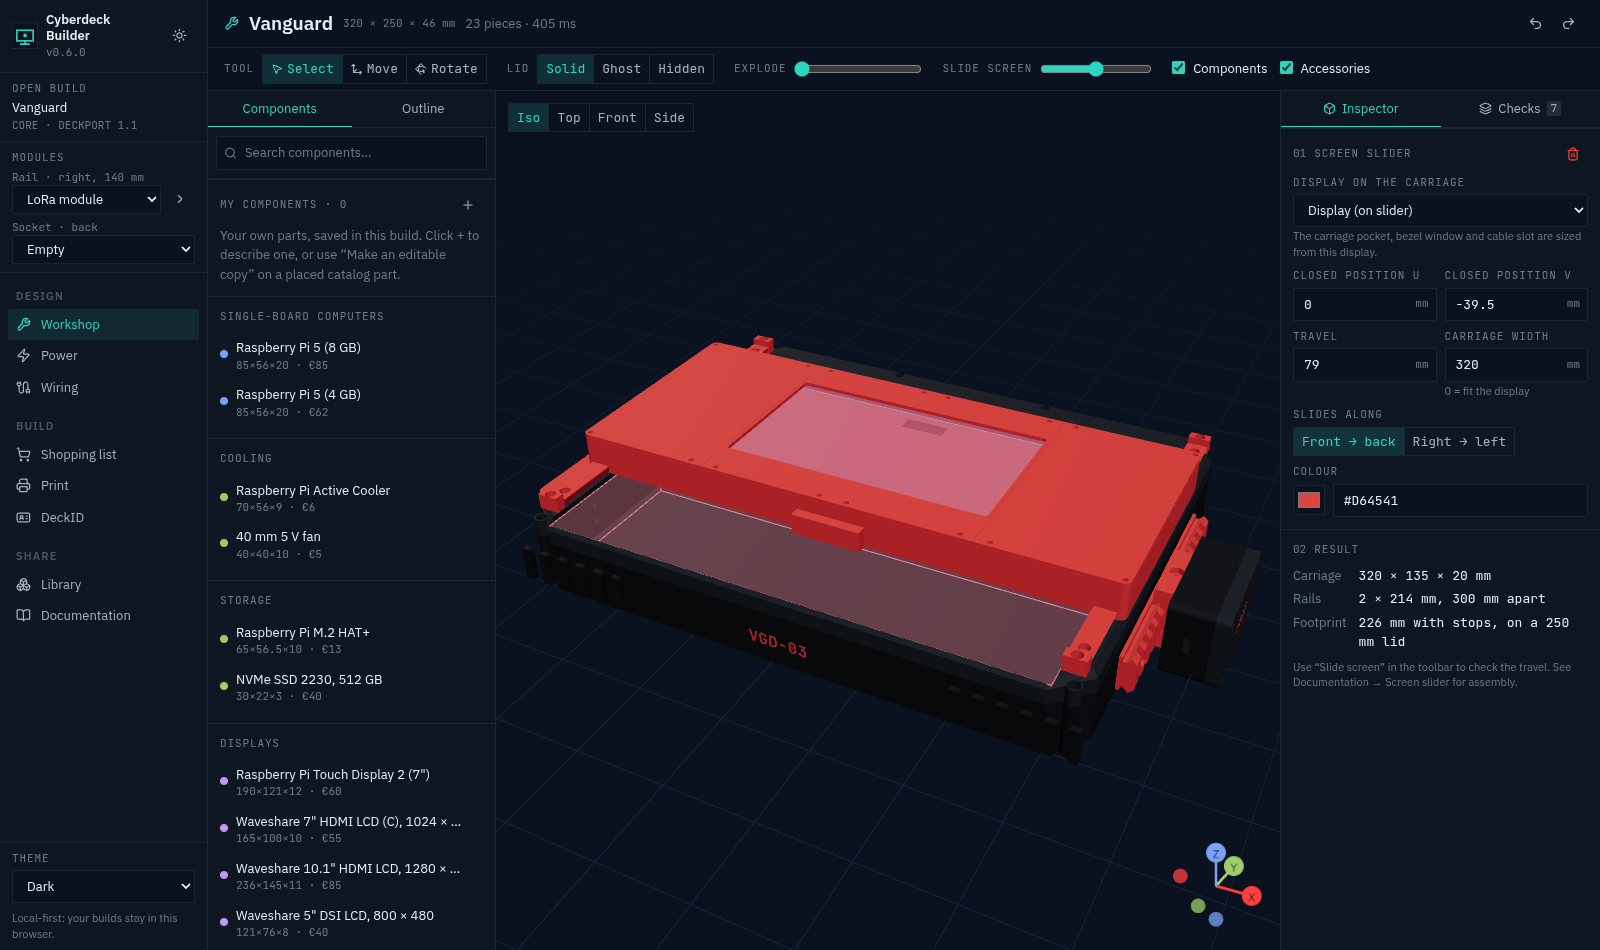 Cyberdeck
Builder
v0.6.0
OPEN BUILD
Vanguard
CORE · DECKPORT 1.1
MODULES
Rail · right, 140 mm
LoRa module
Socket · back
Empty
DESIGN
Workshop
Power
Wiring
BUILD
Shopping list
Print
DeckID
SHARE
Library
Documentation
THEME
Dark
Local-first: your builds stay in this
browser.
Vanguard 320 × 250 × 46 mm 23 pieces · 405 ms
TOOL Select Move Rotate LID Solid Ghost Hidden EXPLODE SLIDE SCREEN Components Accessories
Components Outline
Search components...
MY COMPONENTS · 0 +
Your own parts, saved in this build. Click + to
describe one, or use “Make an editable
copy” on a placed catalog part.
SINGLE-BOARD COMPUTERS
Raspberry Pi 5 (8 GB)
85×56×20 · €85
Raspberry Pi 5 (4 GB)
85×56×20 · €62
COOLING
Raspberry Pi Active Cooler
70×56×9 · €6
40 mm 5 V fan
40×40×10 · €5
STORAGE
Raspberry Pi M.2 HAT+
65×56.5×10 · €13
NVMe SSD 2230, 512 GB
30×22×3 · €40
DISPLAYS
Raspberry Pi Touch Display 2 (7")
190×121×12 · €60
Waveshare 7" HDMI LCD (C), 1024 × ...
165×100×10 · €55
Waveshare 10.1" HDMI LCD, 1280 × ...
236×145×11 · €85
Waveshare 5" DSI LCD, 800 × 480
121×76×8 · €40
Iso Top Front Side
VGD-03
Z
Y
X
Inspector Checks 7
01 SCREEN SLIDER
DISPLAY ON THE CARRIAGE
Display (on slider)
The carriage pocket, bezel window and cable slot are sized
from this display.
CLOSED POSITION U CLOSED POSITION V
0 mm -39.5 mm
TRAVEL CARRIAGE WIDTH
79 mm 320 mm
0 = fit the display
SLIDES ALONG
Front → back Right → left
COLOUR
#D64541
02 RESULT
Carriage 320 × 135 × 20 mm
Rails 2 × 214 mm, 300 mm apart
Footprint 226 mm with stops, on a 250
mm lid
Use “Slide screen” in the toolbar to check the travel. See
Documentation → Screen slider for assembly.